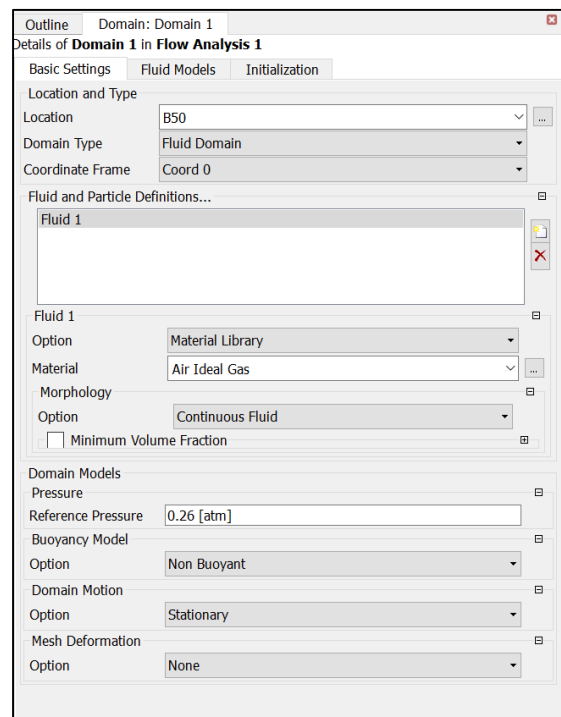 Outline Domain: Domain 1
Details of Domain 1 in Flow Analysis 1
Basic Settings Fluid Models Initialization
Location and Type
Location B50 ...
Domain Type Fluid Domain
Coordinate Frame Coord 0
Fluid and Particle Definitions...
Fluid 1
Fluid 1
Option Material Library
Material Air Ideal Gas ...
Morphology
Option Continuous Fluid
Minimum Volume Fraction
Domain Models
Pressure
Reference Pressure 0.26 [atm]
Buoyancy Model
Option Non Buoyant
Domain Motion
Option Stationary
Mesh Deformation
Option None